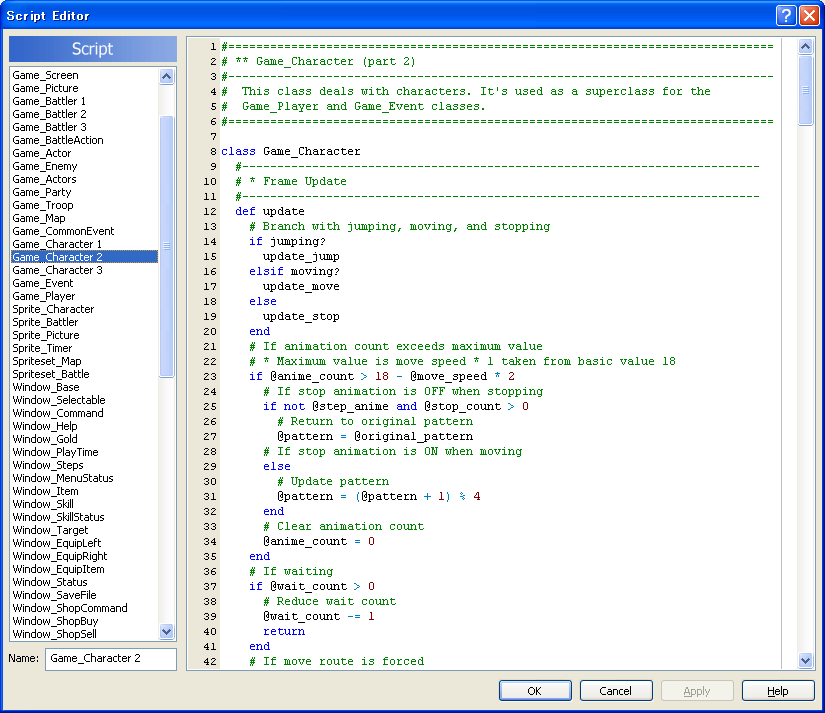 Script Editor
Script
Game_Screen
Game_Picture
Game_Battler 1
Game_Battler 2
Game_Battler 3
Game_BattleAction
Game_Actor
Game_Enemy
Game_Actors
Game_Party
Game_Troop
Game_Map
Game_CommonEvent
Game_Character 1
Game_Character 2
Game_Character 3
Game_Event
Game_Player
Sprite_Character
Sprite_Battler
Sprite_Picture
Sprite_Timer
Spriteset_Map
Spriteset_Battle
Window_Base
Window_Selectable
Window_Command
Window_Help
Window_Gold
Window_PlayTime
Window_Steps
Window_MenuStatus
Window_Item
Window_Skill
Window_SkillStatus
Window_Target
Window_EquipLeft
Window_EquipRight
Window_EquipItem
Window_Status
Window_SaveFile
Window_ShopCommand
Window_ShopBuy
Window_ShopSell
Name: Game_Character 2
1 #==============================================================================
2 # ** Game_Character (part 2)
3 #------------------------------------------------------------------------------
4 #  This class deals with characters. It's used as a superclass for the
5 #  Game_Player and Game_Event classes.
6 #==============================================================================
7
8 class Game_Character
9   #--------------------------------------------------------------------------
10   # * Frame Update
11   #--------------------------------------------------------------------------
12   def update
13     # Branch with jumping, moving, and stopping
14     if jumping?
15       update_jump
16     elsif moving?
17       update_move
18     else
19       update_stop
20     end
21     # If animation count exceeds maximum value
22     # * Maximum value is move speed * 1 taken from basic value 18
23     if @anime_count > 18 - @move_speed * 2
24       # If stop animation is OFF when stopping
25       if not @step_anime and @stop_count > 0
26         # Return to original pattern
27         @pattern = @original_pattern
28       # If stop animation is ON when moving
29       else
30         # Update pattern
31         @pattern = (@pattern + 1) % 4
32       end
33       # Clear animation count
34       @anime_count = 0
35     end
36     # If waiting
37     if @wait_count > 0
38       # Reduce wait count
39       @wait_count -= 1
40       return
41     end
42     # If move route is forced
OK Cancel Apply Help